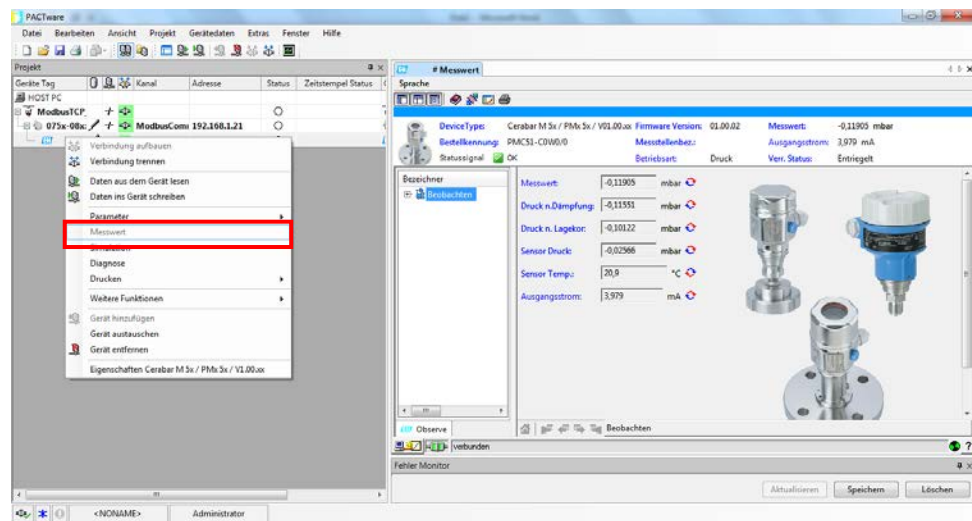 PACTware
Datei Bearbeiten Ansicht Projekt Gerätedaten Extras Fenster Hilfe
Projekt
Geräte Tag Kanal Adresse Status Zeitstempel Status
HOST PC
ModbusTCP
075x-08x: ModbusComi 192.168.1.21
Verbindung aufbauen
Verbindung trennen
Daten aus dem Gerät lesen
Daten ins Gerät schreiben
Parameter
Messwert
Simulation
Diagnose
Drucken
Weitere Funktionen
Gerät hinzufügen
Gerät austauschen
Gerät entfernen
Eigenschaften Cerabar M 5x / PMx 5x / V1.00.xx
<NONAME> Administrator
# Messwert
Sprache
DeviceType: Cerabar M 5x / PMx 5x / V01.00.xx Firmware Version: 01.00.02 Messwert: -0,11905 mbar
Bestellkennung: PMC51-C0W0/0 Messstellenbez.: Ausgangsstrom: 3,979 mA
Statussignal OK Betriebsart: Druck Verr. Status: Entriegelt
Bezeichner
Beobachten
Messwert: -0,11905 mbar
Druck n.Dämpfung: -0,11551 mbar
Druck n. Lagekor: -0,10122 mbar
Sensor Druck: -0,02566 mbar
Sensor Temp.: 20,9 °C
Ausgangsstrom: 3,979 mA
Observe
Beobachten
verbunden
Fehler Monitor
Aktualisieren Speichern Löschen